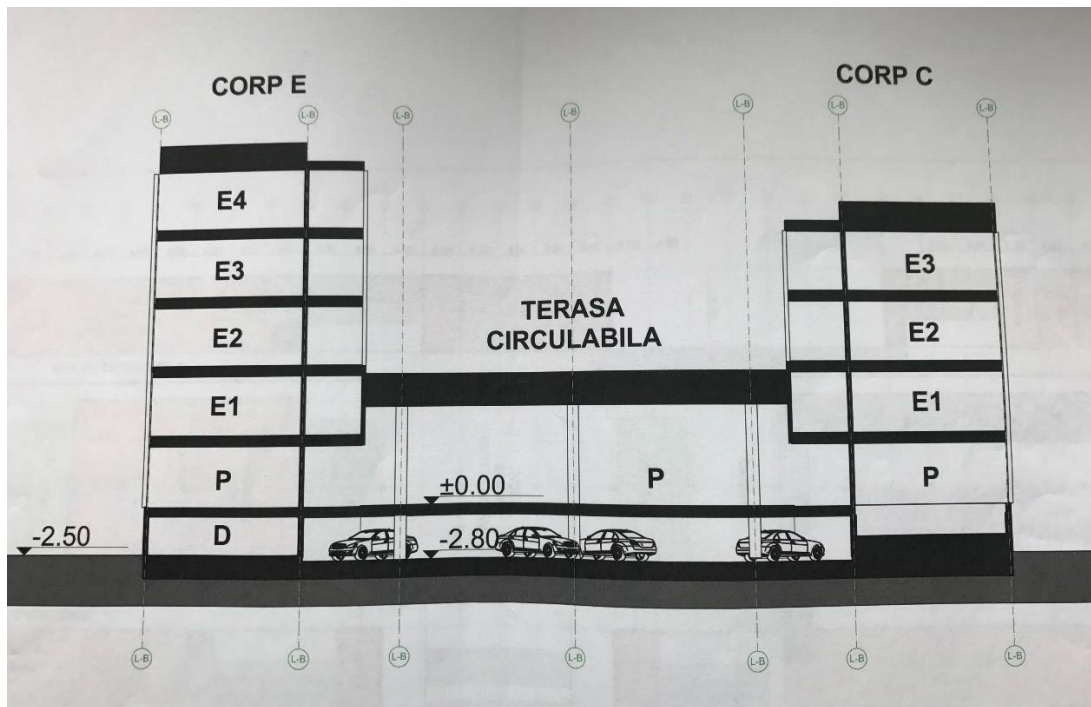 CORP E
CORP C
L-B
L-B
L-B
L-B
L-B
L-B
L-B
E4
E3
E3
TERASA
CIRCULABILA
E2
E2
E1
E1
P
P
P
±0.00
-2.50
D
-2.80
L-B
L-B
L-B
L-B
L-B
L-B
L-B